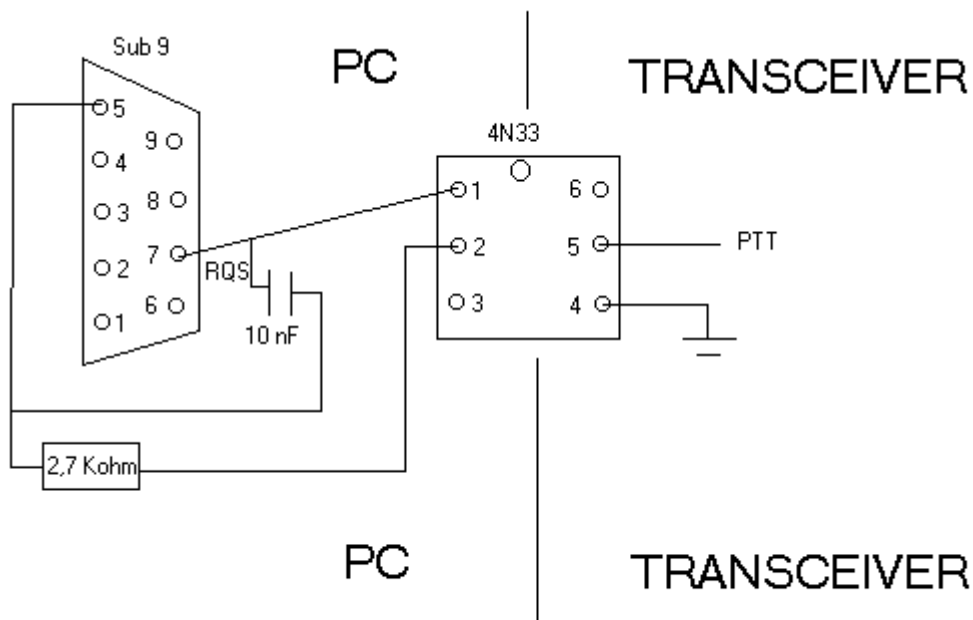 Sub 9
PC
TRANSCEIVER
4N33
5
9
4
8
3
7
2
6
1
RQS
10 nF
1
2
3
6
5
4
PTT
2,7 Kohm
PC
TRANSCEIVER